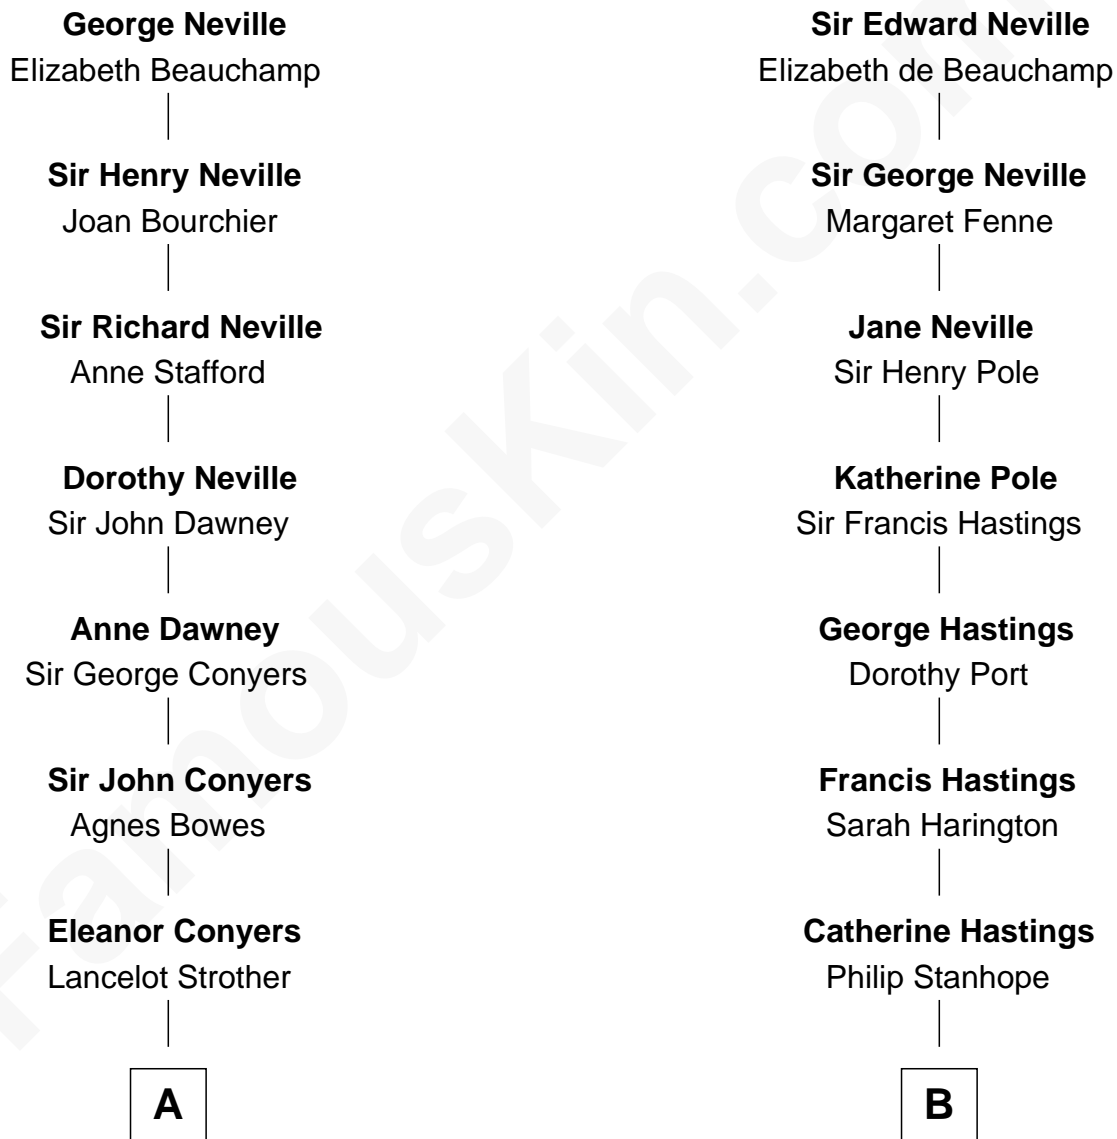 George Neville
Elizabeth Beauchamp
Sir Henry Neville
Joan Bourchier
Sir Richard Neville
Anne Stafford
Dorothy Neville
Sir John Dawney
Anne Dawney
Sir George Conyers
Sir John Conyers
Agnes Bowes
Eleanor Conyers
Lancelot Strother
A
Sir Edward Neville
Elizabeth de Beauchamp
Sir George Neville
Margaret Fenne
Jane Neville
Sir Henry Pole
Katherine Pole
Sir Francis Hastings
George Hastings
Dorothy Port
Francis Hastings
Sarah Harington
Catherine Hastings
Philip Stanhope
B
FamousKin.com